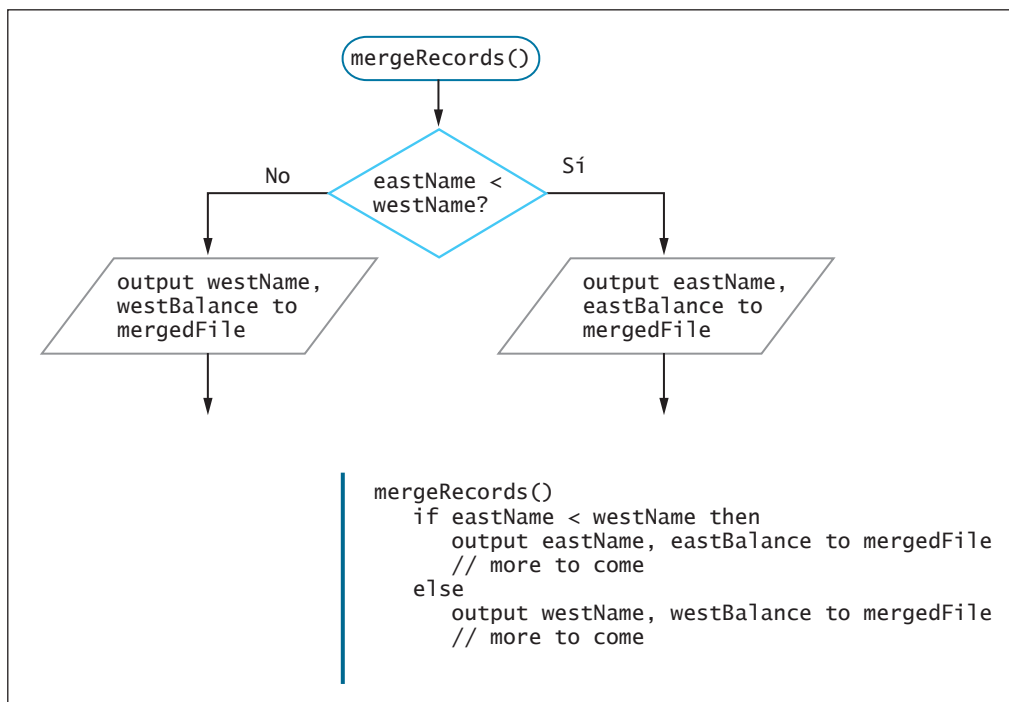 mergeRecords()
No
eastName <
westName?
Sí
output westName,
westBalance to
mergedFile
output eastName,
eastBalance to
mergedFile
mergeRecords()
   if eastName < westName then
      output eastName, eastBalance to mergedFile
      // more to come
   else
      output westName, westBalance to mergedFile
      // more to come